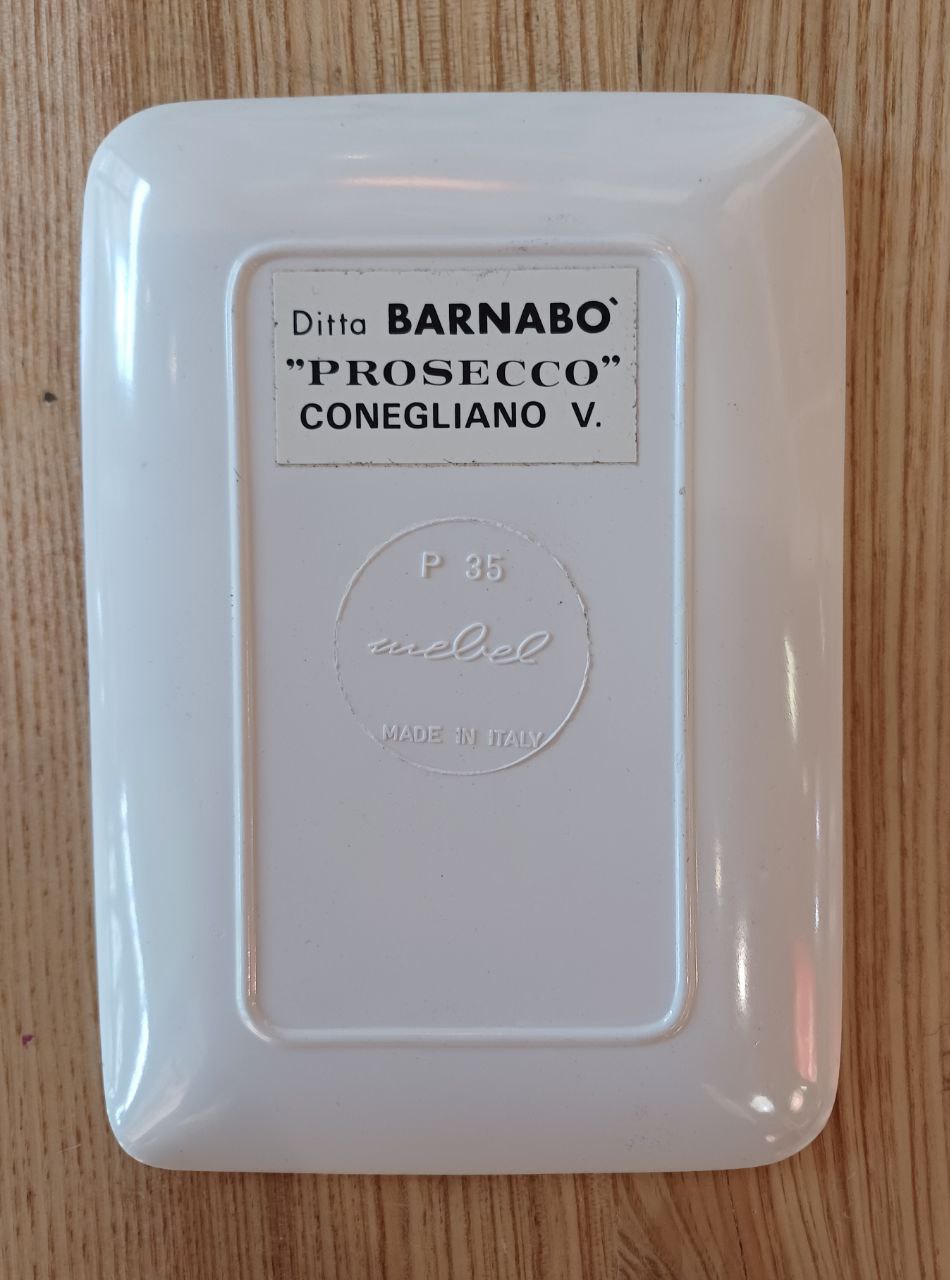 Ditta BARNABO`
”PROSECCO”
CONEGLIANO V.
P 35
mebel
MADE IN ITALY